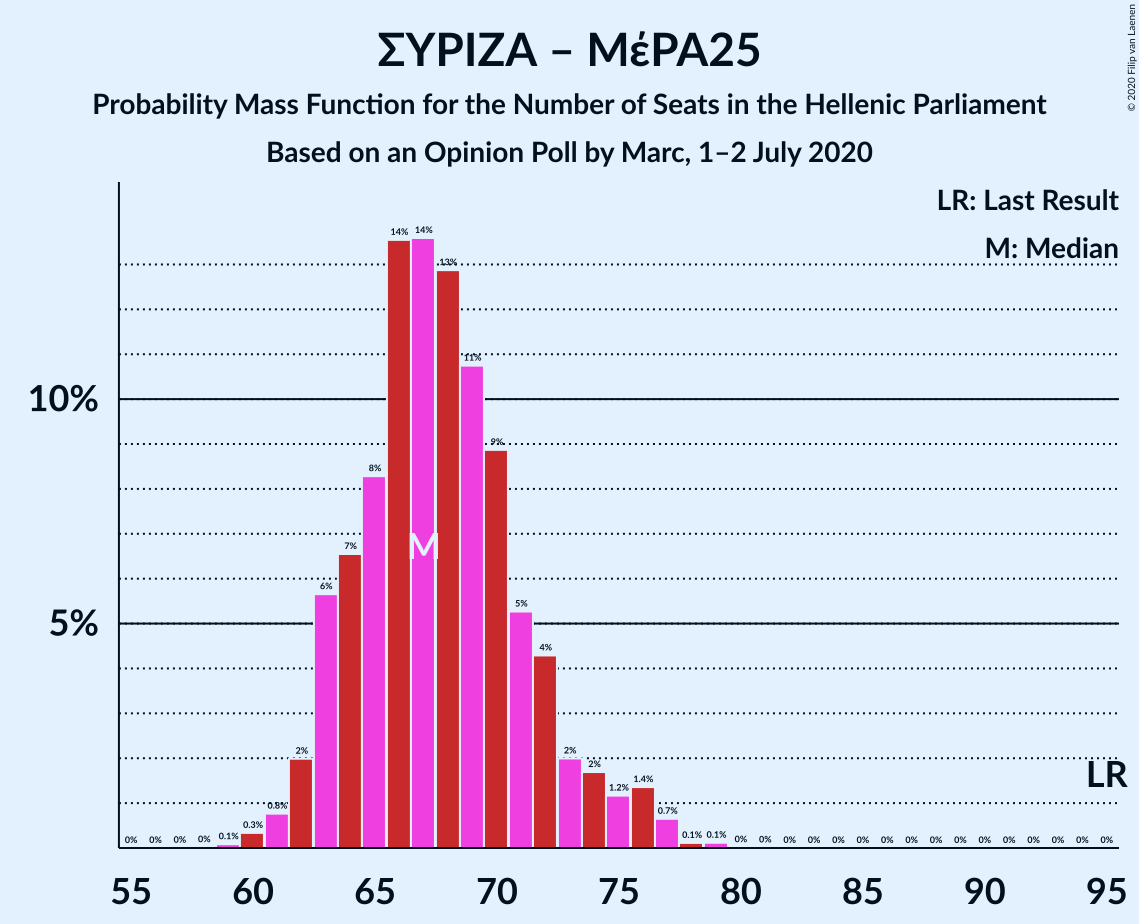 ΣΥΡΙΖΑ – ΜέΡΑ25
Probability Mass Function for the Number of Seats in the Hellenic Parliament
Based on an Opinion Poll by Marc, 1–2 July 2020
© 2020 Filip van Laenen
LR: Last Result
M: Median
10%
5%
0% 0% 0% 0% 0.1% 0.3% 0.8% 2% 6% 7% 8% 14% 14% 13% 11% 9% 5% 4% 2% 2% 1.2% 1.4% 0.7% 0.1% 0.1% 0% 0% 0% 0% 0% 0% 0% 0% 0% 0% 0% 0% 0% 0% 0% 0%
M
LR
55 60 65 70 75 80 85 90 95